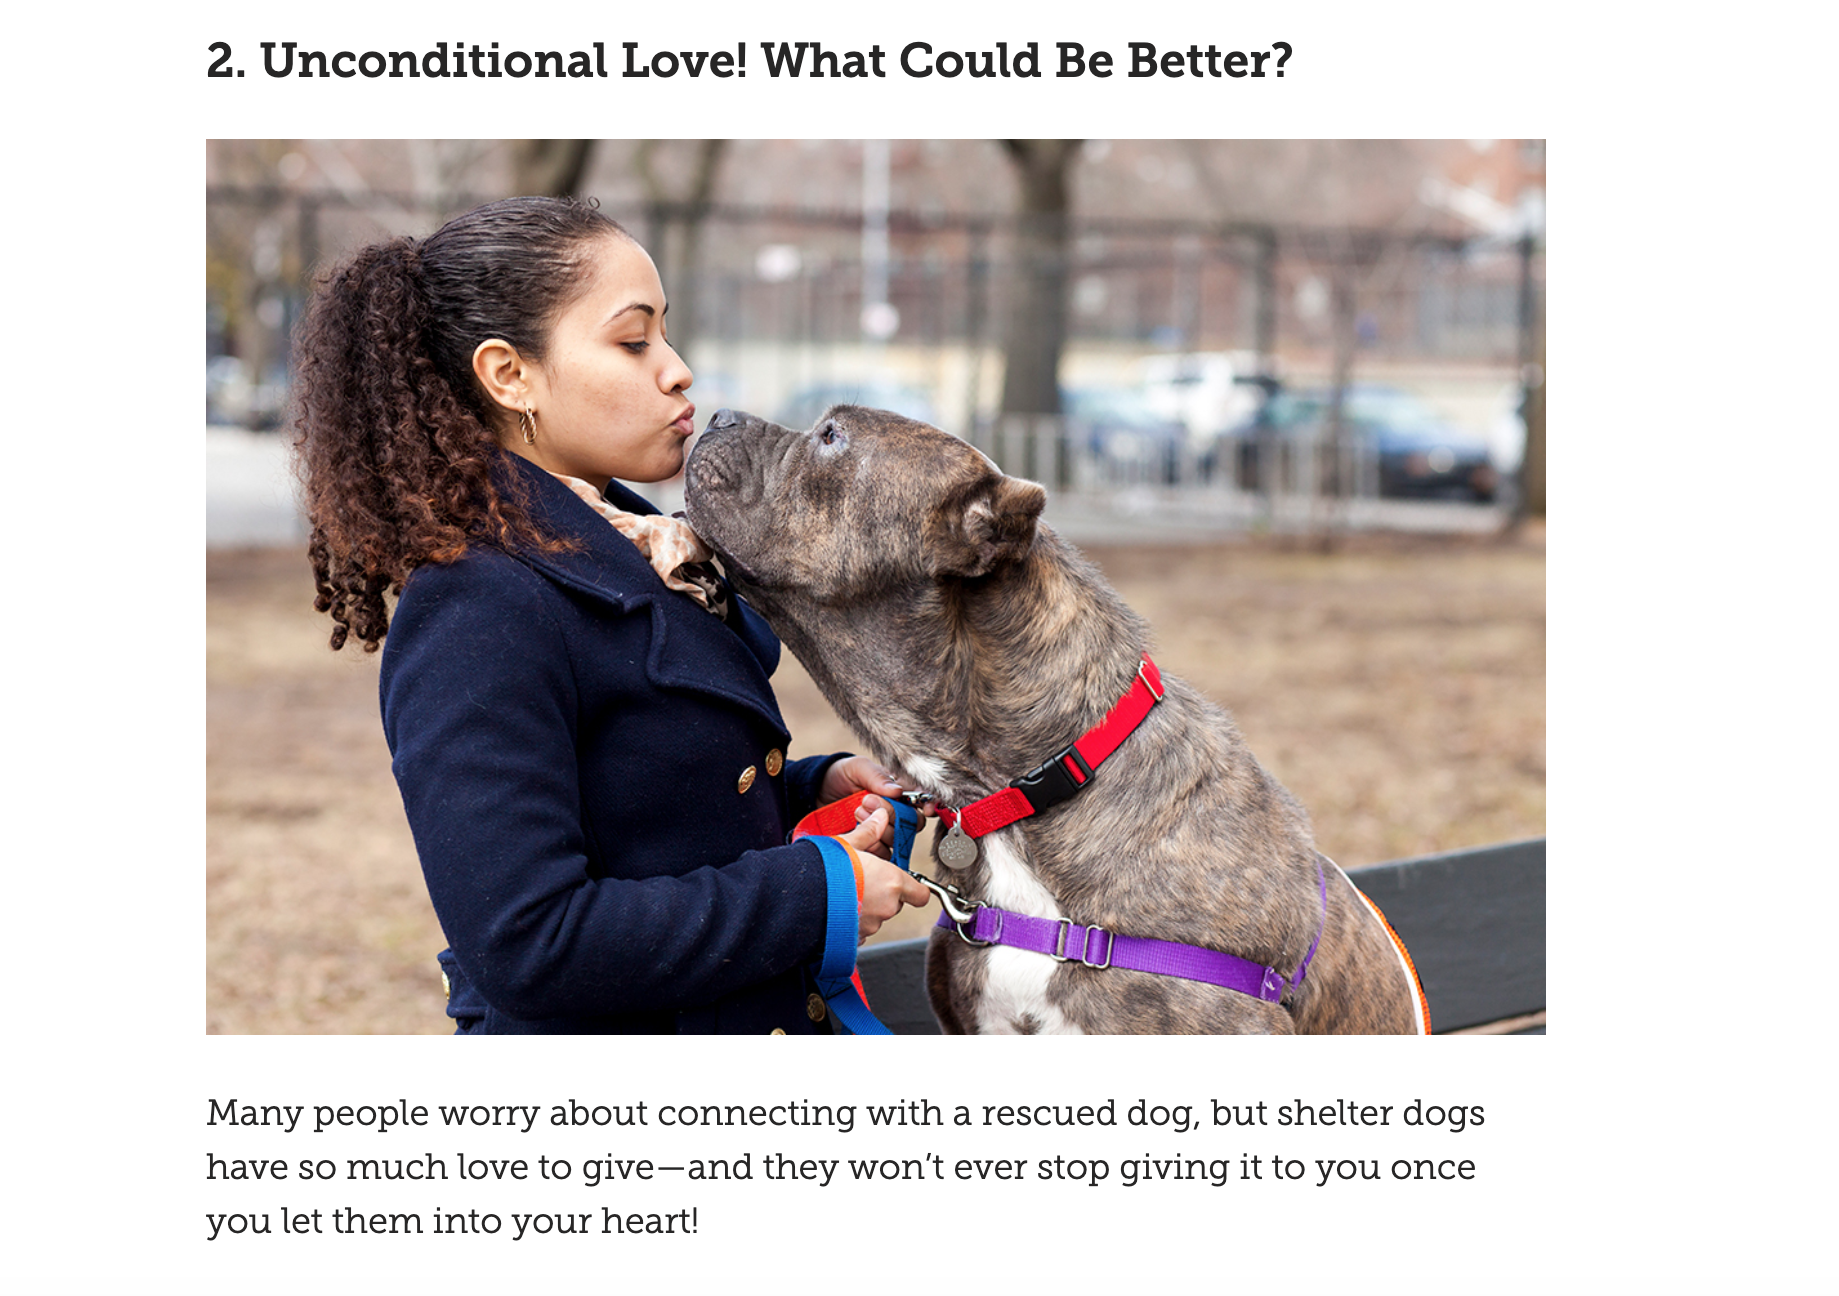 2. Unconditional Love! What Could Be Better?
Many people worry about connecting with a rescued dog, but shelter dogs
have so much love to give—and they won’t ever stop giving it to you once
you let them into your heart!